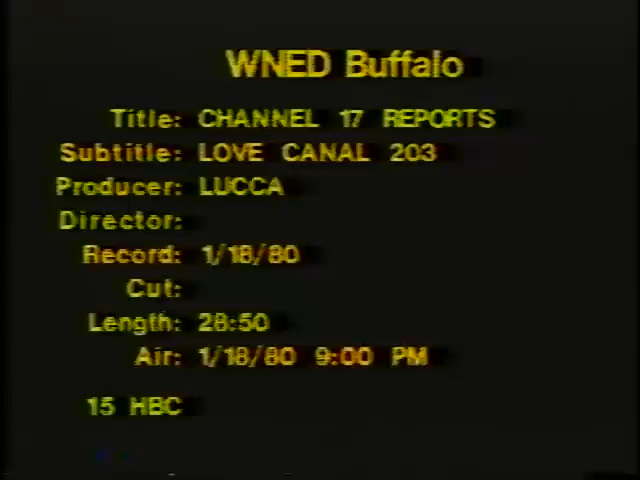 WNED Buffalo
Title: CHANNEL 17 REPORTS
Subtitle: LOVE CANAL 203
Producer: LUCCA
Director:
Record: 1/18/80
Cut:
Length: 28:50
Air: 1/18/80 9:00 PM
15 HBC